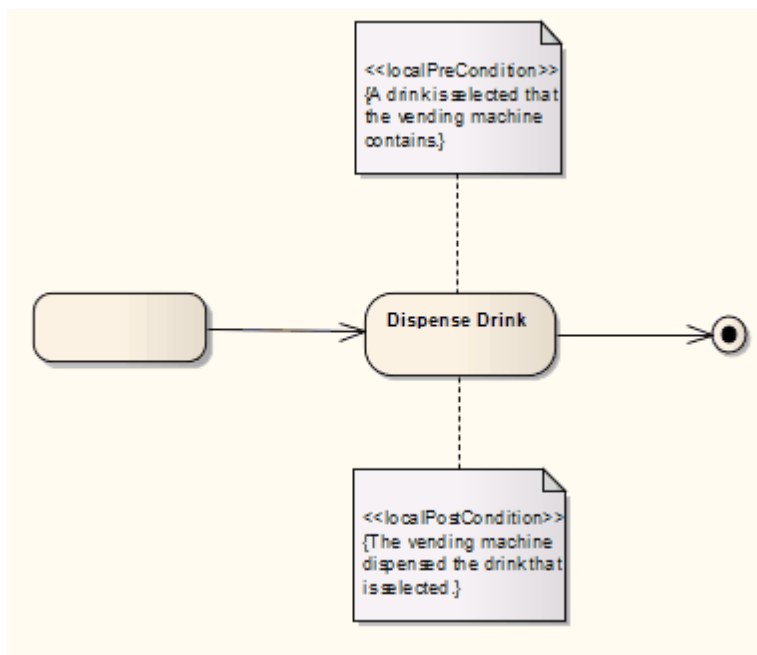 <<localPreCondition>>
{A drink is selected that
the vending machine
contains.}
Dispense Drink
<<localPostCondition>>
{The vending machine
dispensed the drink that
is selected.}